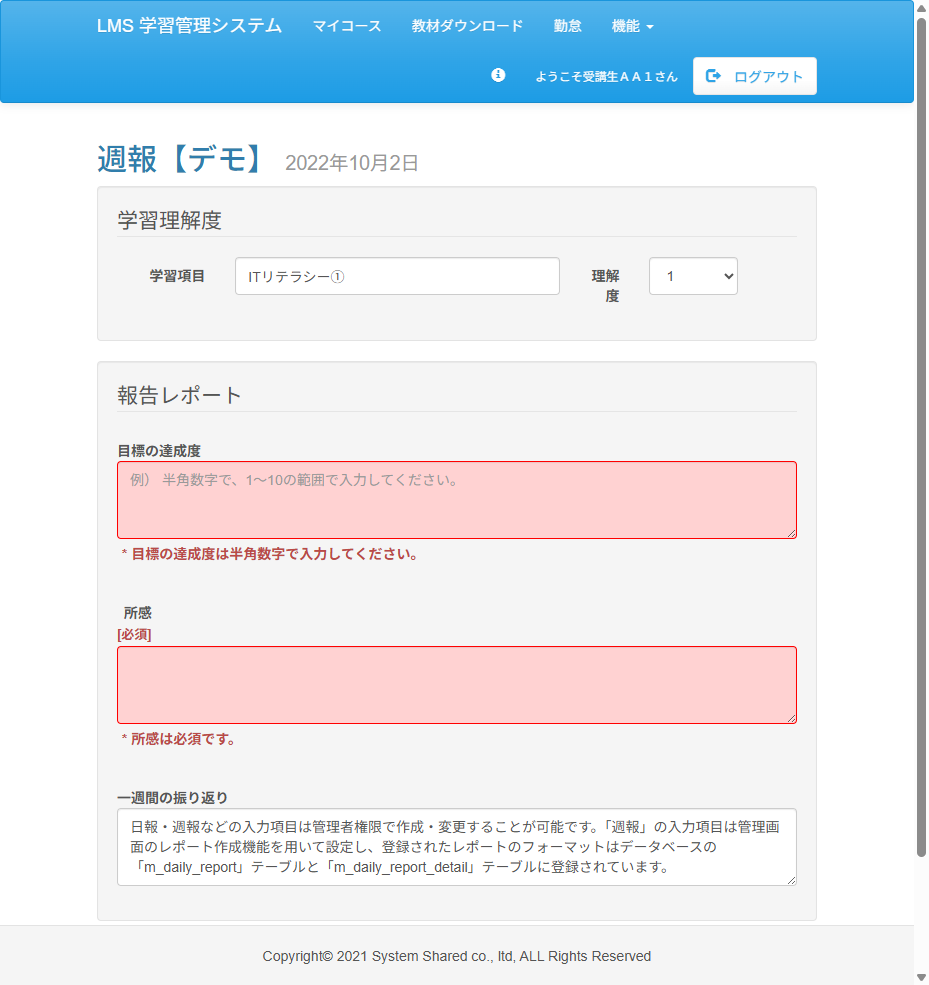 LMS 学習管理システム マイコース 教材ダウンロード 勤怠 機能
ようこそ受講生ＡＡ１さん ログアウト
週報【デモ】 2022年10月2日
学習理解度
学習項目 ITリテラシー① 理解度 1
報告レポート
目標の達成度
例） 半角数字で、1～10の範囲で入力してください。
* 目標の達成度は半角数字で入力してください。
所感
[必須]
* 所感は必須です。
一週間の振り返り
日報・週報などの入力項目は管理者権限で作成・変更することが可能です。「週報」の入力項目は管理画
面のレポート作成機能を用いて設定し、登録されたレポートのフォーマットはデータベースの
「m_daily_report」テーブルと「m_daily_report_detail」テーブルに登録されています。
Copyright© 2021 System Shared co., ltd, ALL Rights Reserved